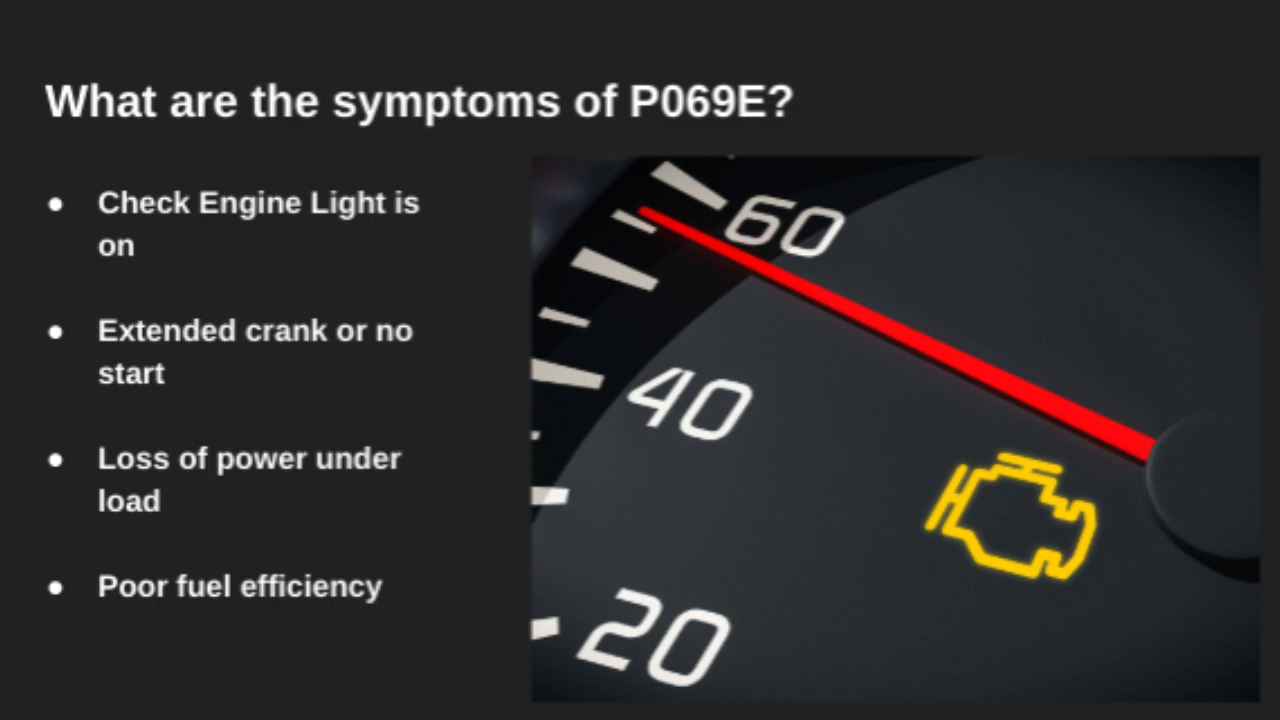 What are the symptoms of P069E?
● Check Engine Light is
on
● Extended crank or no
start
● Loss of power under
load
● Poor fuel efficiency
60
40
20